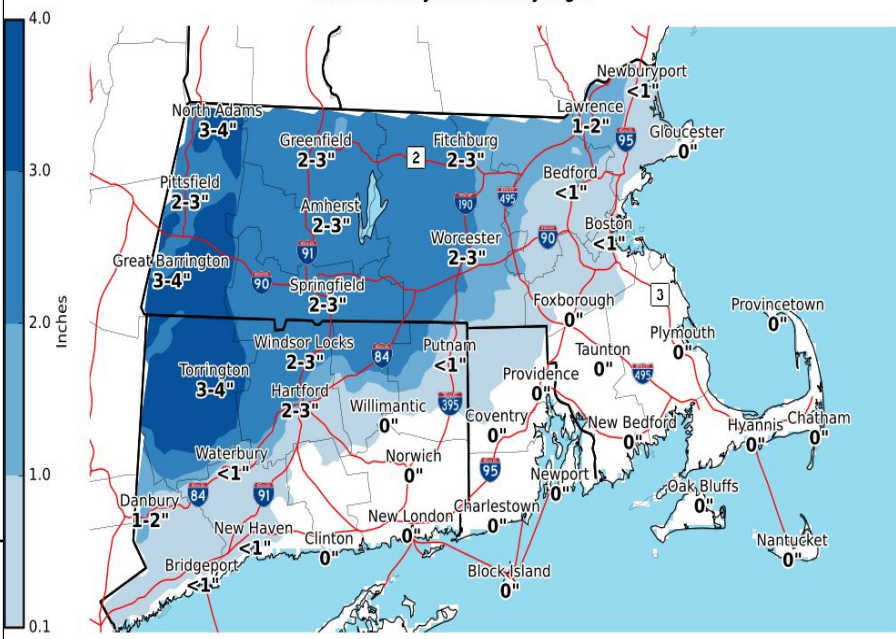 4.0
3.0
2.0
1.0
0.1
Inches
Newburyport
<1"
North Adams
3-4"
Lawrence
1-2"
95
Gloucester
0"
Greenfield
2-3"
2
Fitchburg
2-3"
Bedford
<1"
Pittsfield
2-3"
Amherst
2-3"
190
495
Boston
<1"
Worcester
2-3"
90
91
Great Barrington
3-4"
90
Springfield
2-3"
Foxborough
0"
3
Provincetown
0"
Windsor Locks
2-3"
84
Putnam
<1"
Taunton
0"
Plymouth
0"
Torrington
3-4"
Hartford
2-3"
Providence
0"
495
Willimantic
0"
395
Coventry
0"
New Bedford
0"
Hyannis
0"
Chatham
0"
Waterbury
<1"
Norwich
0"
95
Newport
0"
Oak Bluffs
0"
Danbury
1-2"
84
91
New Haven
<1"
Clinton
0"
New London
0"
Charlestown
0"
Nantucket
0"
Bridgeport
<1"
Block Island
0"